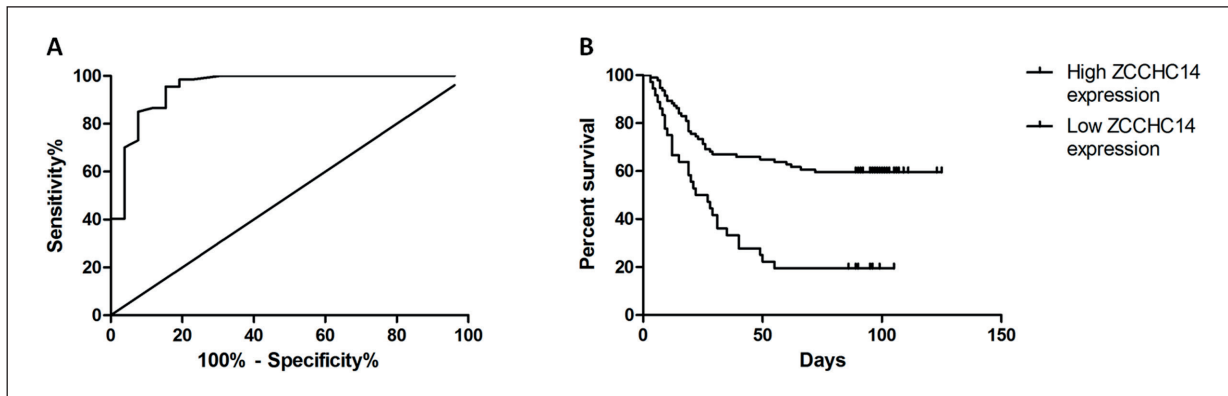 A
Sensitivity%
100
80
60
40
20
0
0 20 40 60 80 100
100% - Specificity%
B
Percent survival
100
80
60
40
20
0
0 50 100 150
Days
High ZCCHC14
expression
Low ZCCHC14
expression